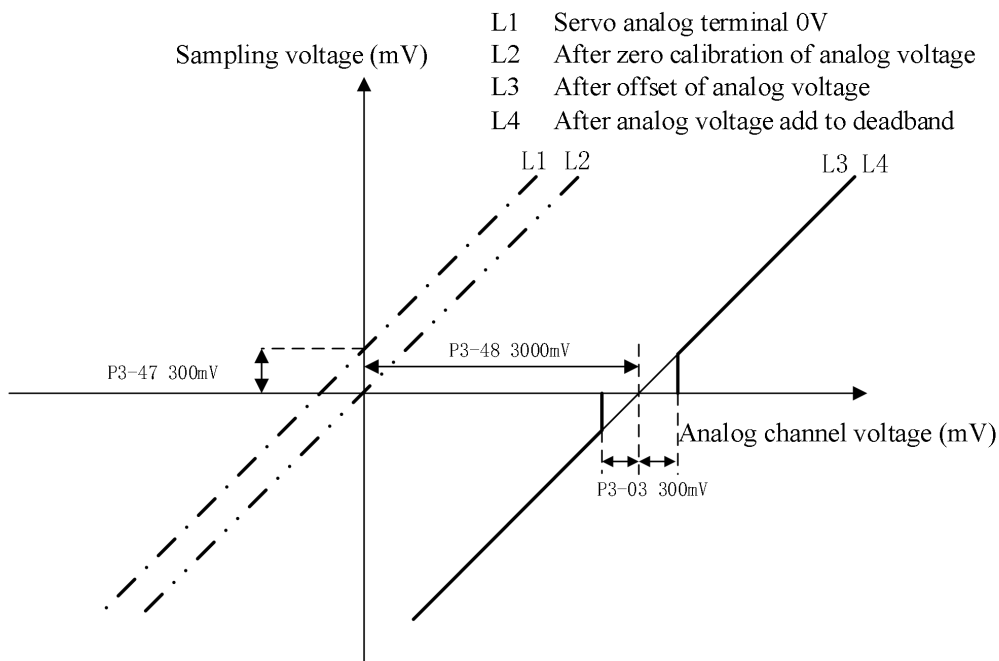 L1 Servo analog terminal 0V
Sampling voltage (mV)
L2 After zero calibration of analog voltage
L3 After offset of analog voltage
L4 After analog voltage add to deadband
L1 L2
L3 L4
P3-48 3000mV
P3-47 300mV
Analog channel voltage (mV)
P3-03 300mV